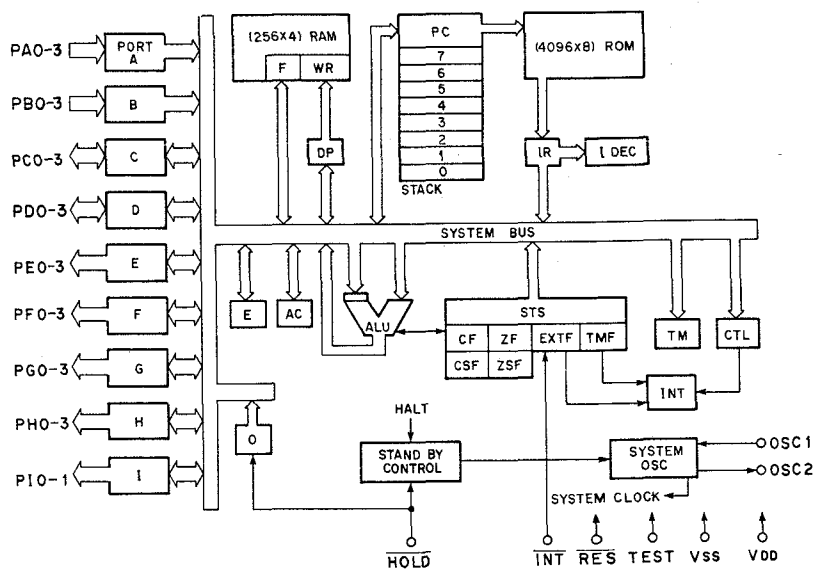 PA0-3
PORT
A
PB0-3
B
PC0-3
C
PD0-3
D
PE0-3
E
PF0-3
F
PG0-3
G
PH0-3
H
PI0-1
I
(256X4) RAM
F
WR
DP
PC
7
6
5
4
3
2
1
0
STACK
(4096X8) ROM
IR
I DEC
SYSTEM BUS
E
AC
ALU
STS
CF
ZF
EXTF
TMF
CSF
ZSF
TM
CTL
INT
0
HALT
STAND BY
CONTROL
SYSTEM
OSC
OSC1
OSC2
SYSTEM CLOCK
HOLD
INT
RES
TEST
VSS
VDD